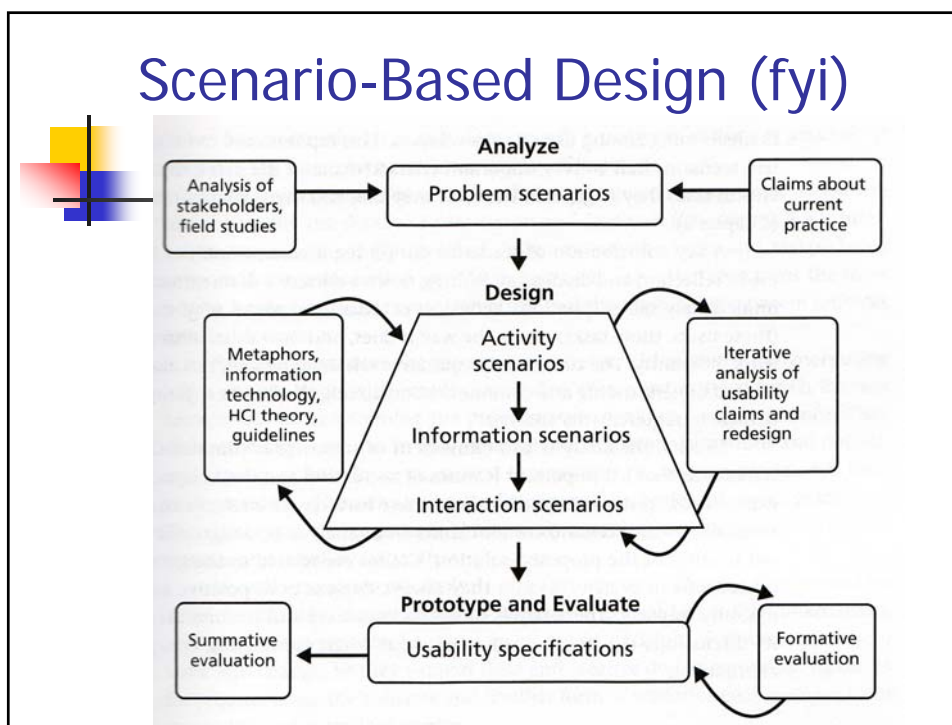 Scenario-Based Design (fyi)
Analyze
Analysis of
stakeholders,
field studies
Problem scenarios
Claims about
current
practice
Design
Metaphors,
information
technology,
HCI theory,
guidelines
Activity
scenarios
Information scenarios
Interaction scenarios
Iterative
analysis of
usability
claims and
redesign
Prototype and Evaluate
Summative
evaluation
Usability specifications
Formative
evaluation